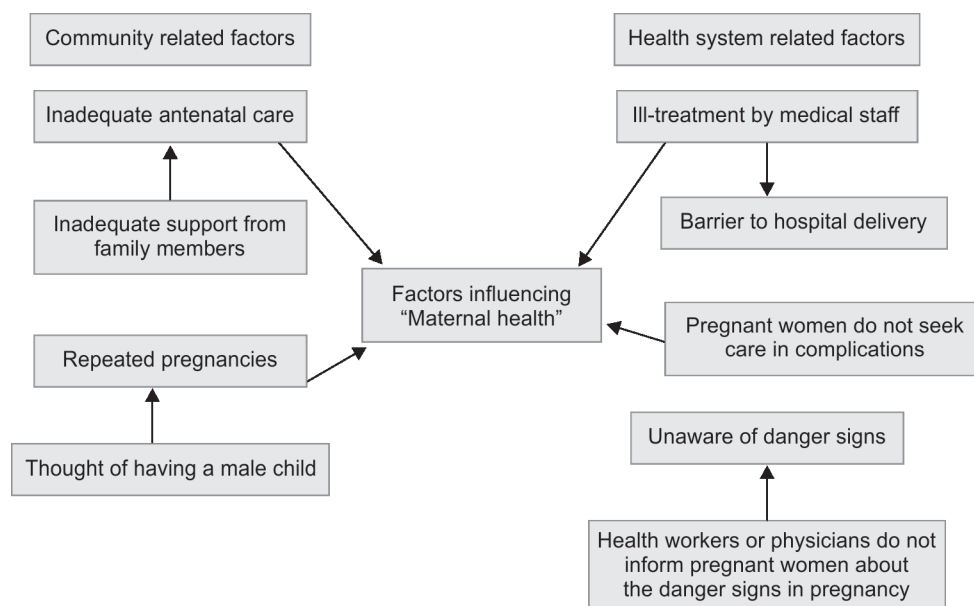 Community related factors
Health system related factors
Inadequate antenatal care
Ill-treatment by medical staff
Inadequate support from
family members
Barrier to hospital delivery
Factors influencing
“Maternal health”
Repeated pregnancies
Pregnant women do not seek
care in complications
Thought of having a male child
Unaware of danger signs
Health workers or physicians do not
inform pregnant women about
the danger signs in pregnancy